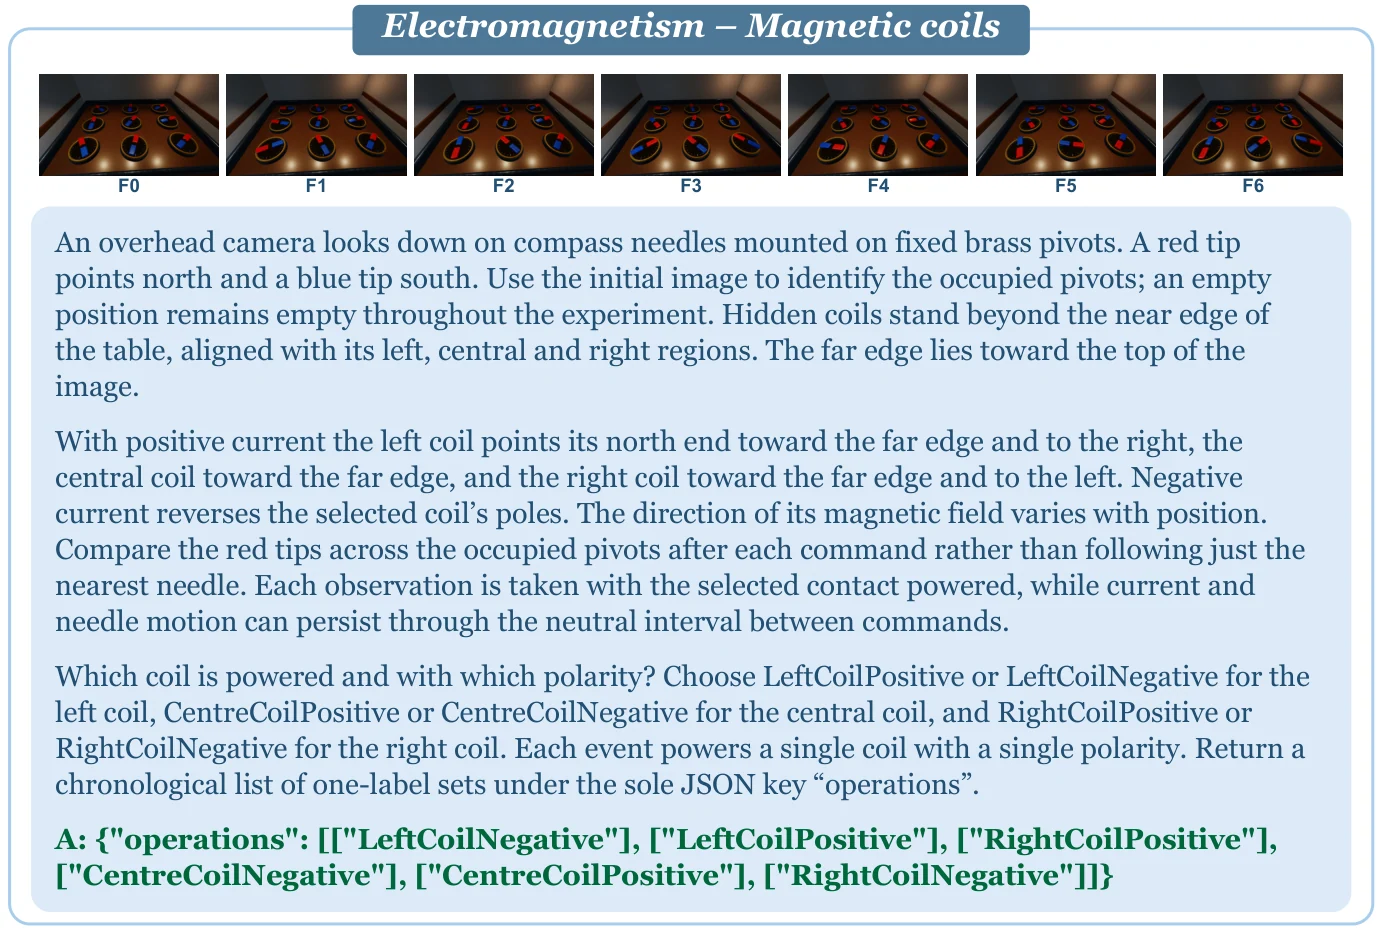 Electromagnetism – Magnetic coils
F0 F1 F2 F3 F4 F5 F6
An overhead camera looks down on compass needles mounted on fixed brass pivots. A red tip
points north and a blue tip south. Use the initial image to identify the occupied pivots; an empty
position remains empty throughout the experiment. Hidden coils stand beyond the near edge of
the table, aligned with its left, central and right regions. The far edge lies toward the top of the
image.
With positive current the left coil points its north end toward the far edge and to the right, the
central coil toward the far edge, and the right coil toward the far edge and to the left. Negative
current reverses the selected coil’s poles. The direction of its magnetic field varies with position.
Compare the red tips across the occupied pivots after each command rather than following just the
nearest needle. Each observation is taken with the selected contact powered, while current and
needle motion can persist through the neutral interval between commands.
Which coil is powered and with which polarity? Choose LeftCoilPositive or LeftCoilNegative for the
left coil, CentreCoilPositive or CentreCoilNegative for the central coil, and RightCoilPositive or
RightCoilNegative for the right coil. Each event powers a single coil with a single polarity. Return a
chronological list of one-label sets under the sole JSON key “operations”.
A: {"operations": [["LeftCoilNegative"], ["LeftCoilPositive"], ["RightCoilPositive"],
["CentreCoilNegative"], ["CentreCoilPositive"], ["RightCoilNegative"]]}